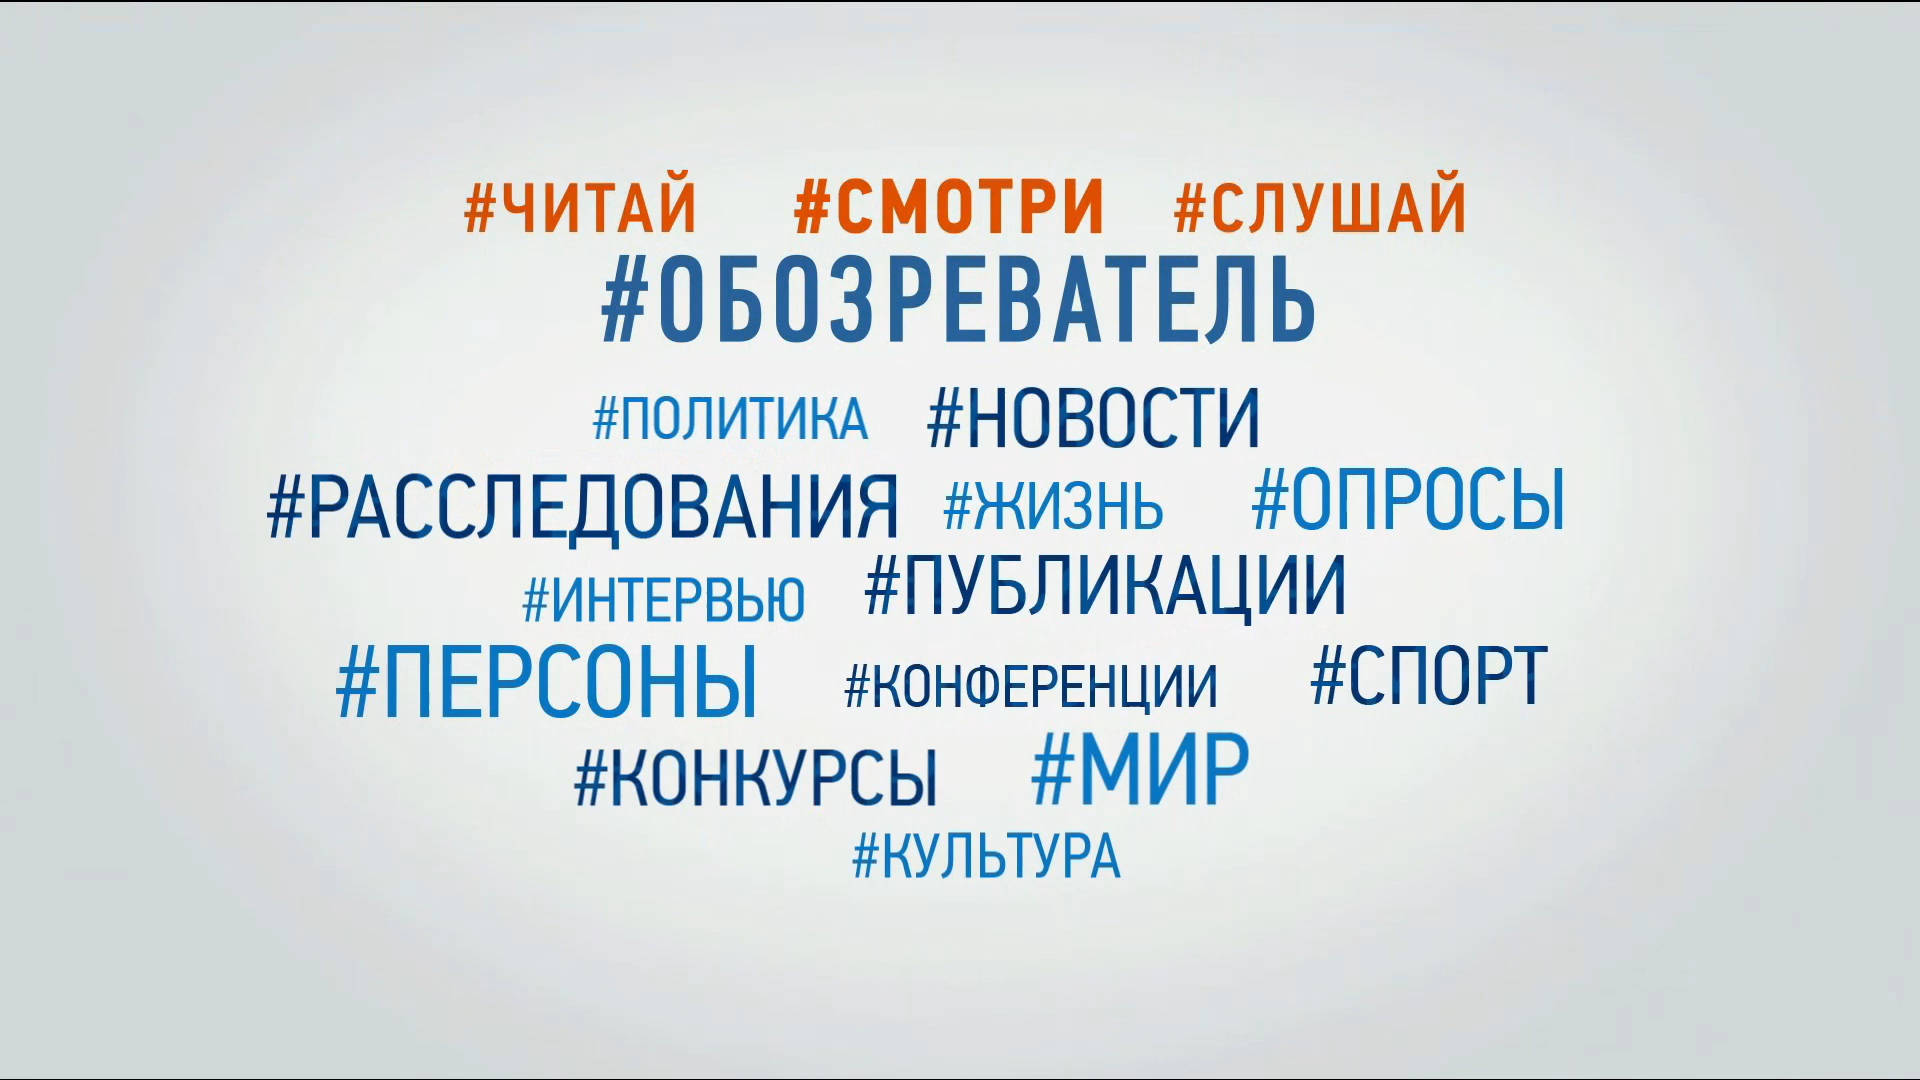 #ЧИТАЙ #СМОТРИ #СЛУШАЙ
#ОБОЗРЕВАТЕЛЬ
#ПОЛИТИКА #НОВОСТИ
#РАССЛЕДОВАНИЯ #ЖИЗНЬ #ОПРОСЫ
#ИНТЕРВЬЮ #ПУБЛИКАЦИИ
#ПЕРСОНЫ #КОНФЕРЕНЦИИ #СПОРТ
#КОНКУРСЫ #МИР
#КУЛЬТУРА